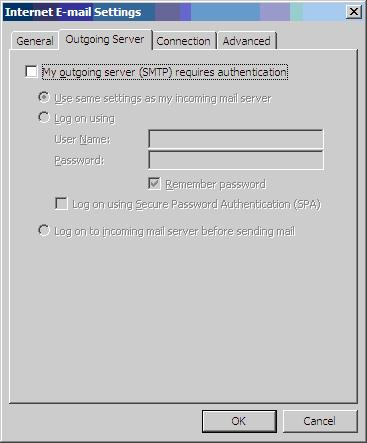 Internet E-mail Settings
General Outgoing Server Connection Advanced
My outgoing server (SMTP) requires authentication
Use same settings as my incoming mail server
Log on using
User Name:
Password:
Remember password
Log on using Secure Password Authentication (SPA)
Log on to incoming mail server before sending mail
OK Cancel